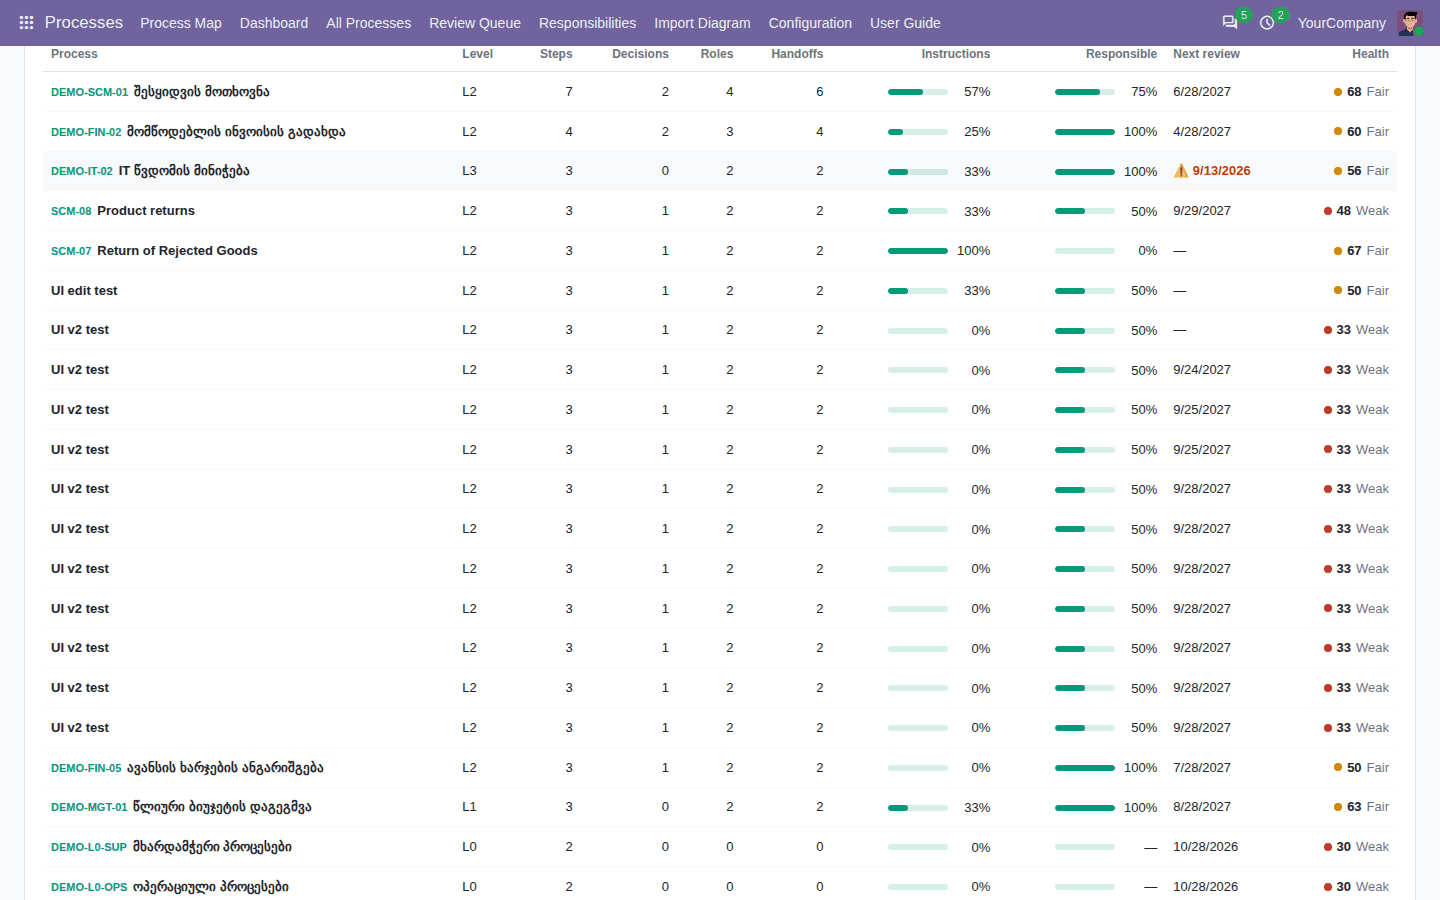 Processes Process Map Dashboard All Processes Review Queue Responsibilities Import Diagram Configuration User Guide 5 2 YourCompany
Process Level Steps Decisions Roles Handoffs Instructions Responsible Next review Health
DEMO-SCM-01 შესყიდვის მოთხოვნა L2 7 2 4 6 57% 75% 6/28/2027 68 Fair
DEMO-FIN-02 მომწოდებლის ინვოისის გადახდა L2 4 2 3 4 25% 100% 4/28/2027 60 Fair
DEMO-IT-02 IT წვდომის მინიჭება L3 3 0 2 2 33% 100% 9/13/2026 56 Fair
SCM-08 Product returns L2 3 1 2 2 33% 50% 9/29/2027 48 Weak
SCM-07 Return of Rejected Goods L2 3 1 2 2 100% 0% — 67 Fair
UI edit test L2 3 1 2 2 33% 50% — 50 Fair
UI v2 test L2 3 1 2 2 0% 50% — 33 Weak
UI v2 test L2 3 1 2 2 0% 50% 9/24/2027 33 Weak
UI v2 test L2 3 1 2 2 0% 50% 9/25/2027 33 Weak
UI v2 test L2 3 1 2 2 0% 50% 9/25/2027 33 Weak
UI v2 test L2 3 1 2 2 0% 50% 9/28/2027 33 Weak
UI v2 test L2 3 1 2 2 0% 50% 9/28/2027 33 Weak
UI v2 test L2 3 1 2 2 0% 50% 9/28/2027 33 Weak
UI v2 test L2 3 1 2 2 0% 50% 9/28/2027 33 Weak
UI v2 test L2 3 1 2 2 0% 50% 9/28/2027 33 Weak
UI v2 test L2 3 1 2 2 0% 50% 9/28/2027 33 Weak
UI v2 test L2 3 1 2 2 0% 50% 9/28/2027 33 Weak
DEMO-FIN-05 ავანსის ხარჯების ანგარიშგება L2 3 1 2 2 0% 100% 7/28/2027 50 Fair
DEMO-MGT-01 წლიური ბიუჯეტის დაგეგმვა L1 3 0 2 2 33% 100% 8/28/2027 63 Fair
DEMO-L0-SUP მხარდამჭერი პროცესები L0 2 0 0 0 0% — 10/28/2026 30 Weak
DEMO-L0-OPS ოპერაციული პროცესები L0 2 0 0 0 0% — 10/28/2026 30 Weak